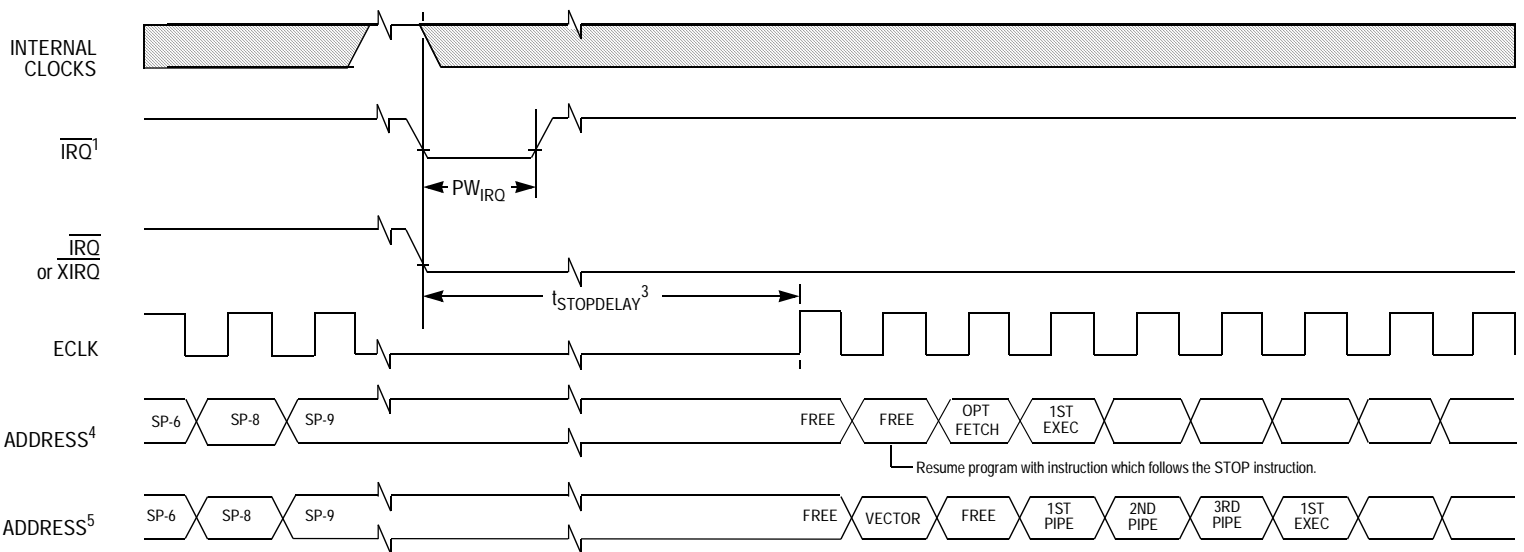 INTERNAL
CLOCKS
IRQ1
PWIRQ
IRQ
or XIRQ
tSTOPDELAY3
ECLK
ADDRESS4
SP-6 SP-8 SP-9 FREE FREE OPT FETCH 1ST EXEC
Resume program with instruction which follows the STOP instruction.
ADDRESS5
SP-6 SP-8 SP-9 FREE VECTOR FREE 1ST PIPE 2ND PIPE 3RD PIPE 1ST EXEC